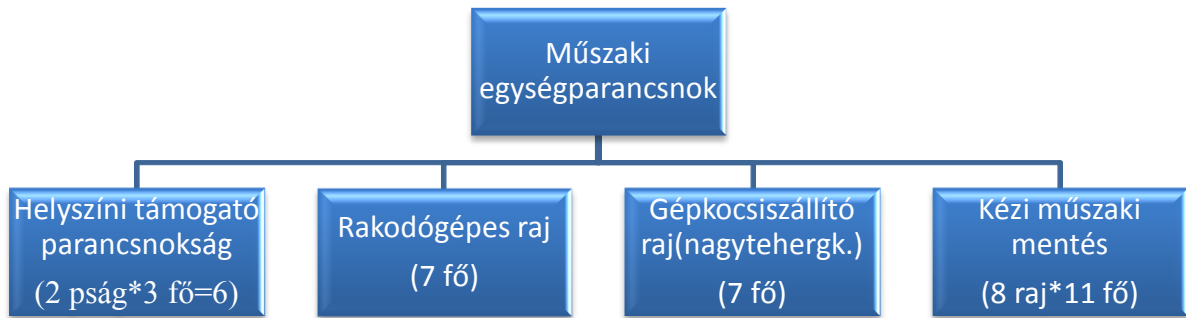 Műszaki
egységparancsnok
Helyszíni támogató
parancsnokság
(2 pság*3 fő=6)
Rakodógépes raj
(7 fő)
Gépkocsiszállító
raj(nagytehergk.)
(7 fő)
Kézi műszaki
mentés
(8 raj*11 fő)